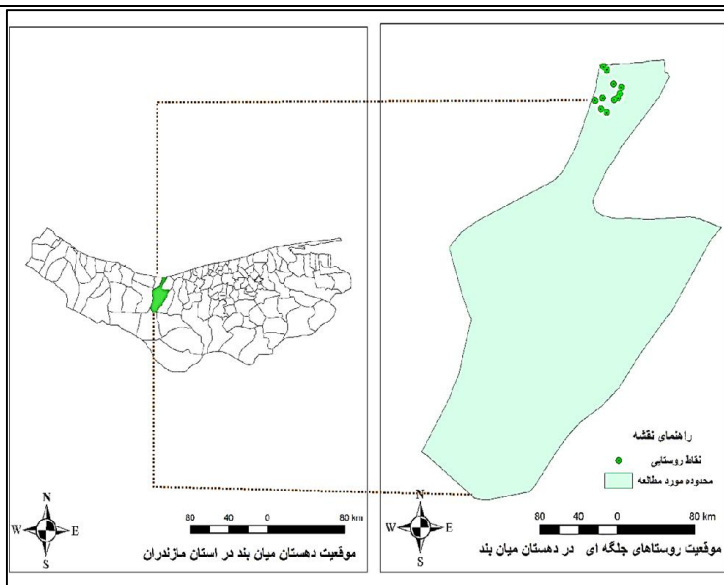 N
W E
S
80 40 0 80 km
موقعیت دهستان میان بند در استان مازندران
راهنمای نقشه
نقاط روستایی
محدوده مورد مطالعه
N
W E
S
80 40 0 80 km
موقعیت روستاهای جلگه ای در دهستان میان بند